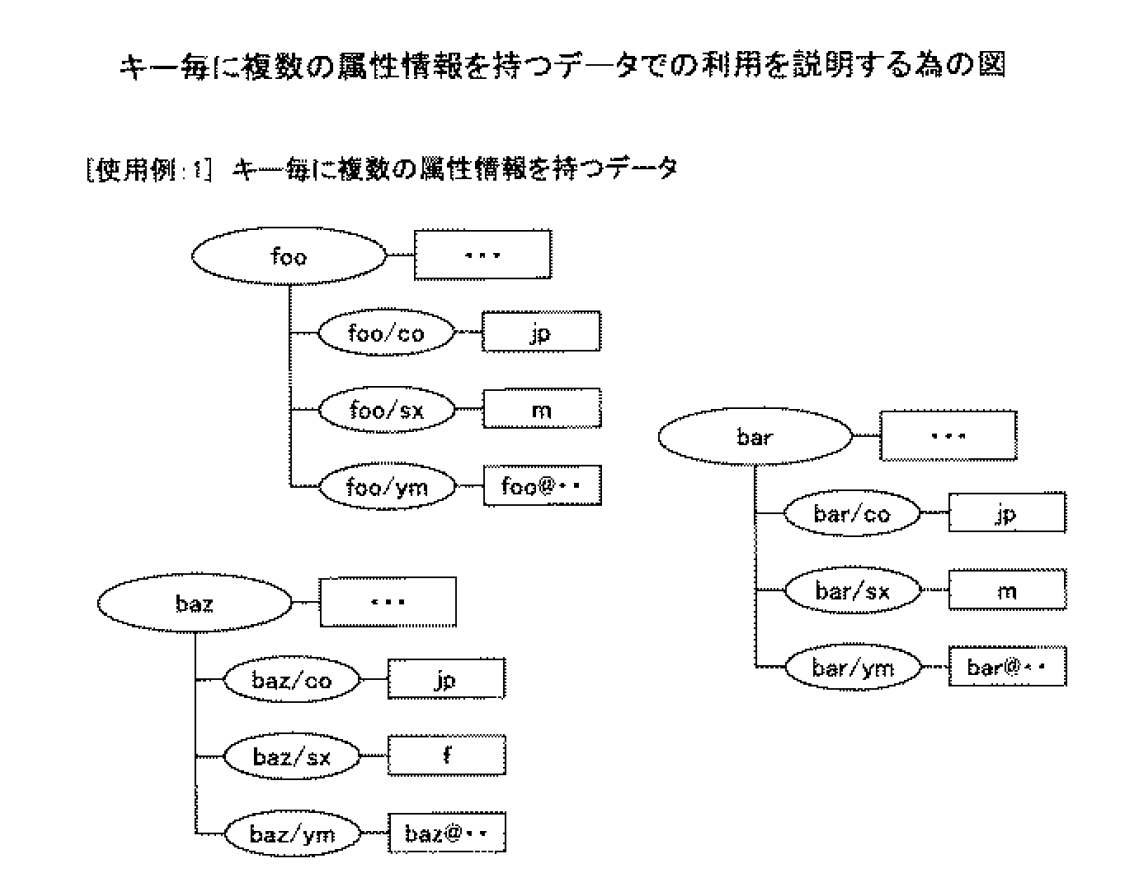 キー毎に複数の属性情報を持つデータでの利用を説明する為の図
[使用例:1] キー毎に複数の属性情報を持つデータ
foo ・・・
foo/co jp
foo/sx m
foo/ym foo@・・
bar ・・・
bar/co jp
bar/sx m
bar/ym bar@・・
baz ・・・
baz/co jp
baz/sx f
baz/ym baz@・・